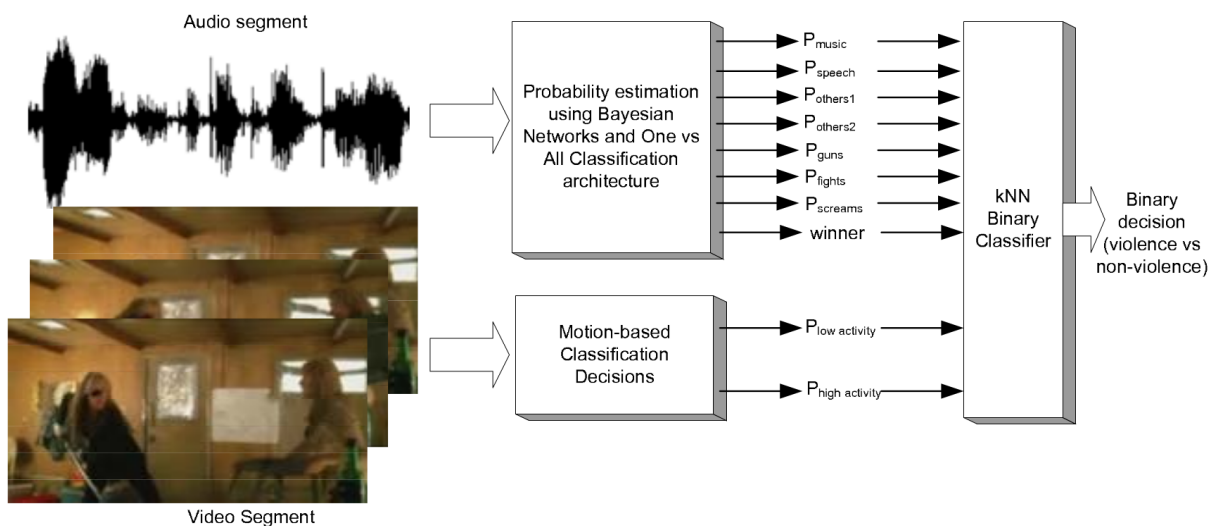 Audio segment
Probability estimation
using Bayesian
Networks and One vs
All Classification
architecture
Pmusic
Pspeech
Pothers1
Pothers2
Pguns
Pfights
Pscreams
winner
kNN
Binary
Classifier
Binary
decision
(violence vs
non-violence)
Motion-based
Classification
Decisions
Plow activity
Phigh activity
Video Segment